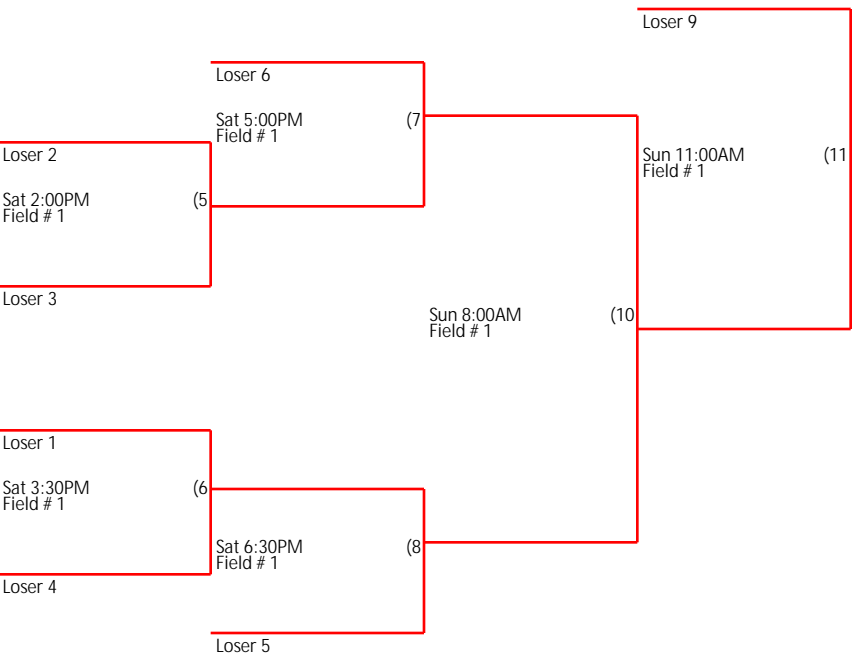 Loser 9
Loser 6
Sat 5:00PM (7
Field # 1
Loser 2
Sun 11:00AM (11
Field # 1
Sat 2:00PM (5
Field # 1
Loser 3
Sun 8:00AM (10
Field # 1
Loser 1
Sat 3:30PM (6
Field # 1
Sat 6:30PM (8
Field # 1
Loser 4
Loser 5